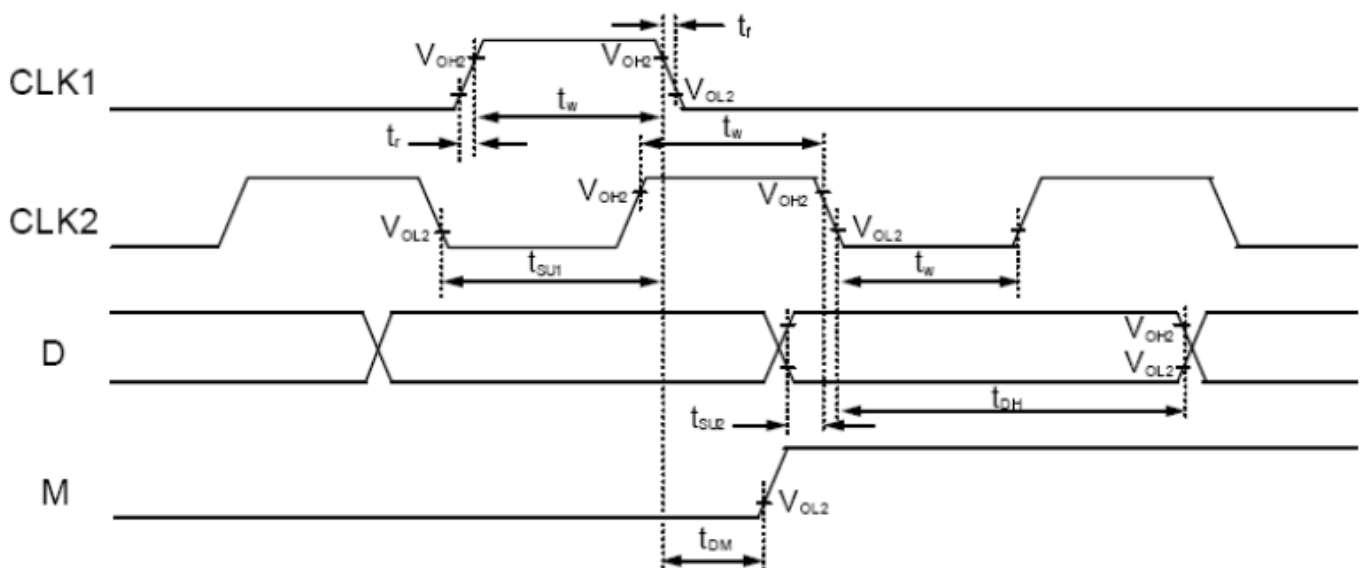 tr
VOH2
VOH2
CLK1
tw
VOL2
tr
tw
VOH2
VOH2
CLK2
VOL2
VOL2
tSU1
tw
D
VOH2
VOL2
tSU2
tDH
M
VOL2
tDM